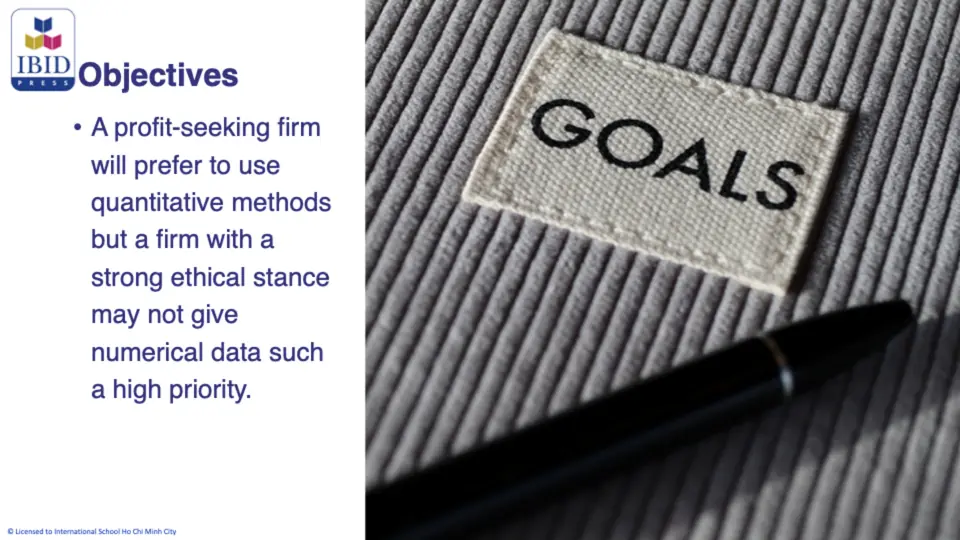 IBID
PRESS
Objectives
• A profit-seeking firm
will prefer to use
quantitative methods
but a firm with a
strong ethical stance
may not give
numerical data such
a high priority.
GOALS
© Licensed to International School Ho Chi Minh City